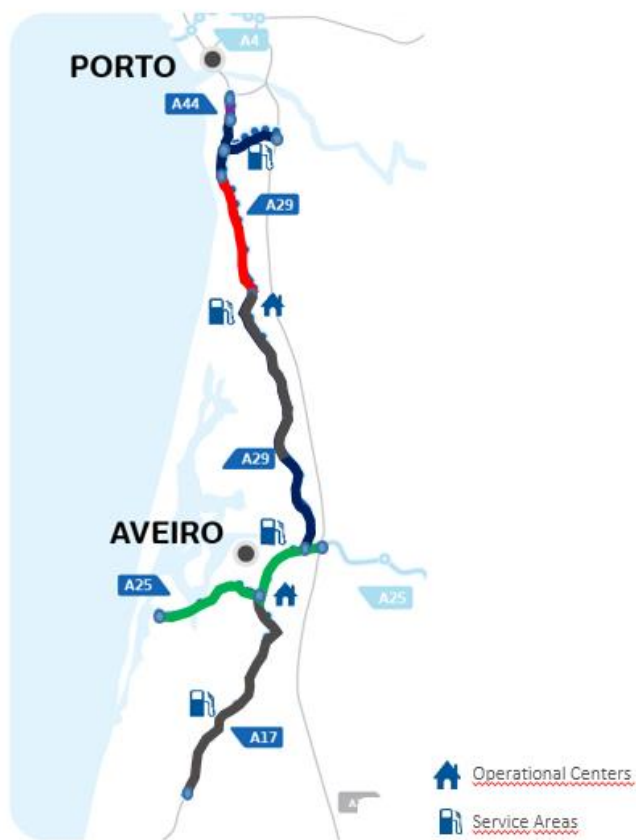 A4
PORTO
A44
A29
A29
AVEIRO
A25
A25
A17
Operational Centers
Service Areas